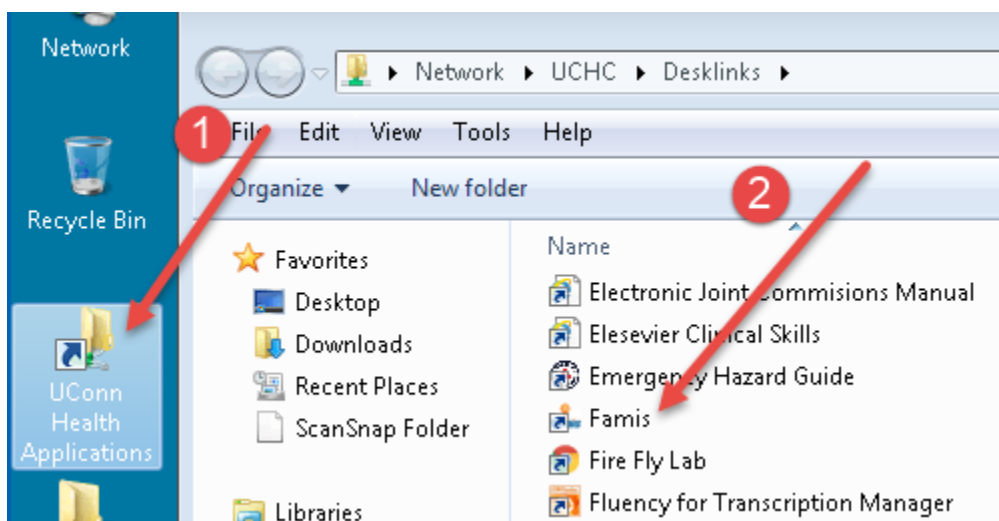 Network
Recycle Bin
UConn
Health
Applications
Network ▸ UCHC ▸ Desklinks ▸
1
File Edit View Tools Help
Organize ▾ New folder
2
Favorites
Desktop
Downloads
Recent Places
ScanSnap Folder
Libraries
Name
Electronic Joint Commisions Manual
Elesevier Clinical Skills
Emergency Hazard Guide
Famis
Fire Fly Lab
Fluency for Transcription Manager